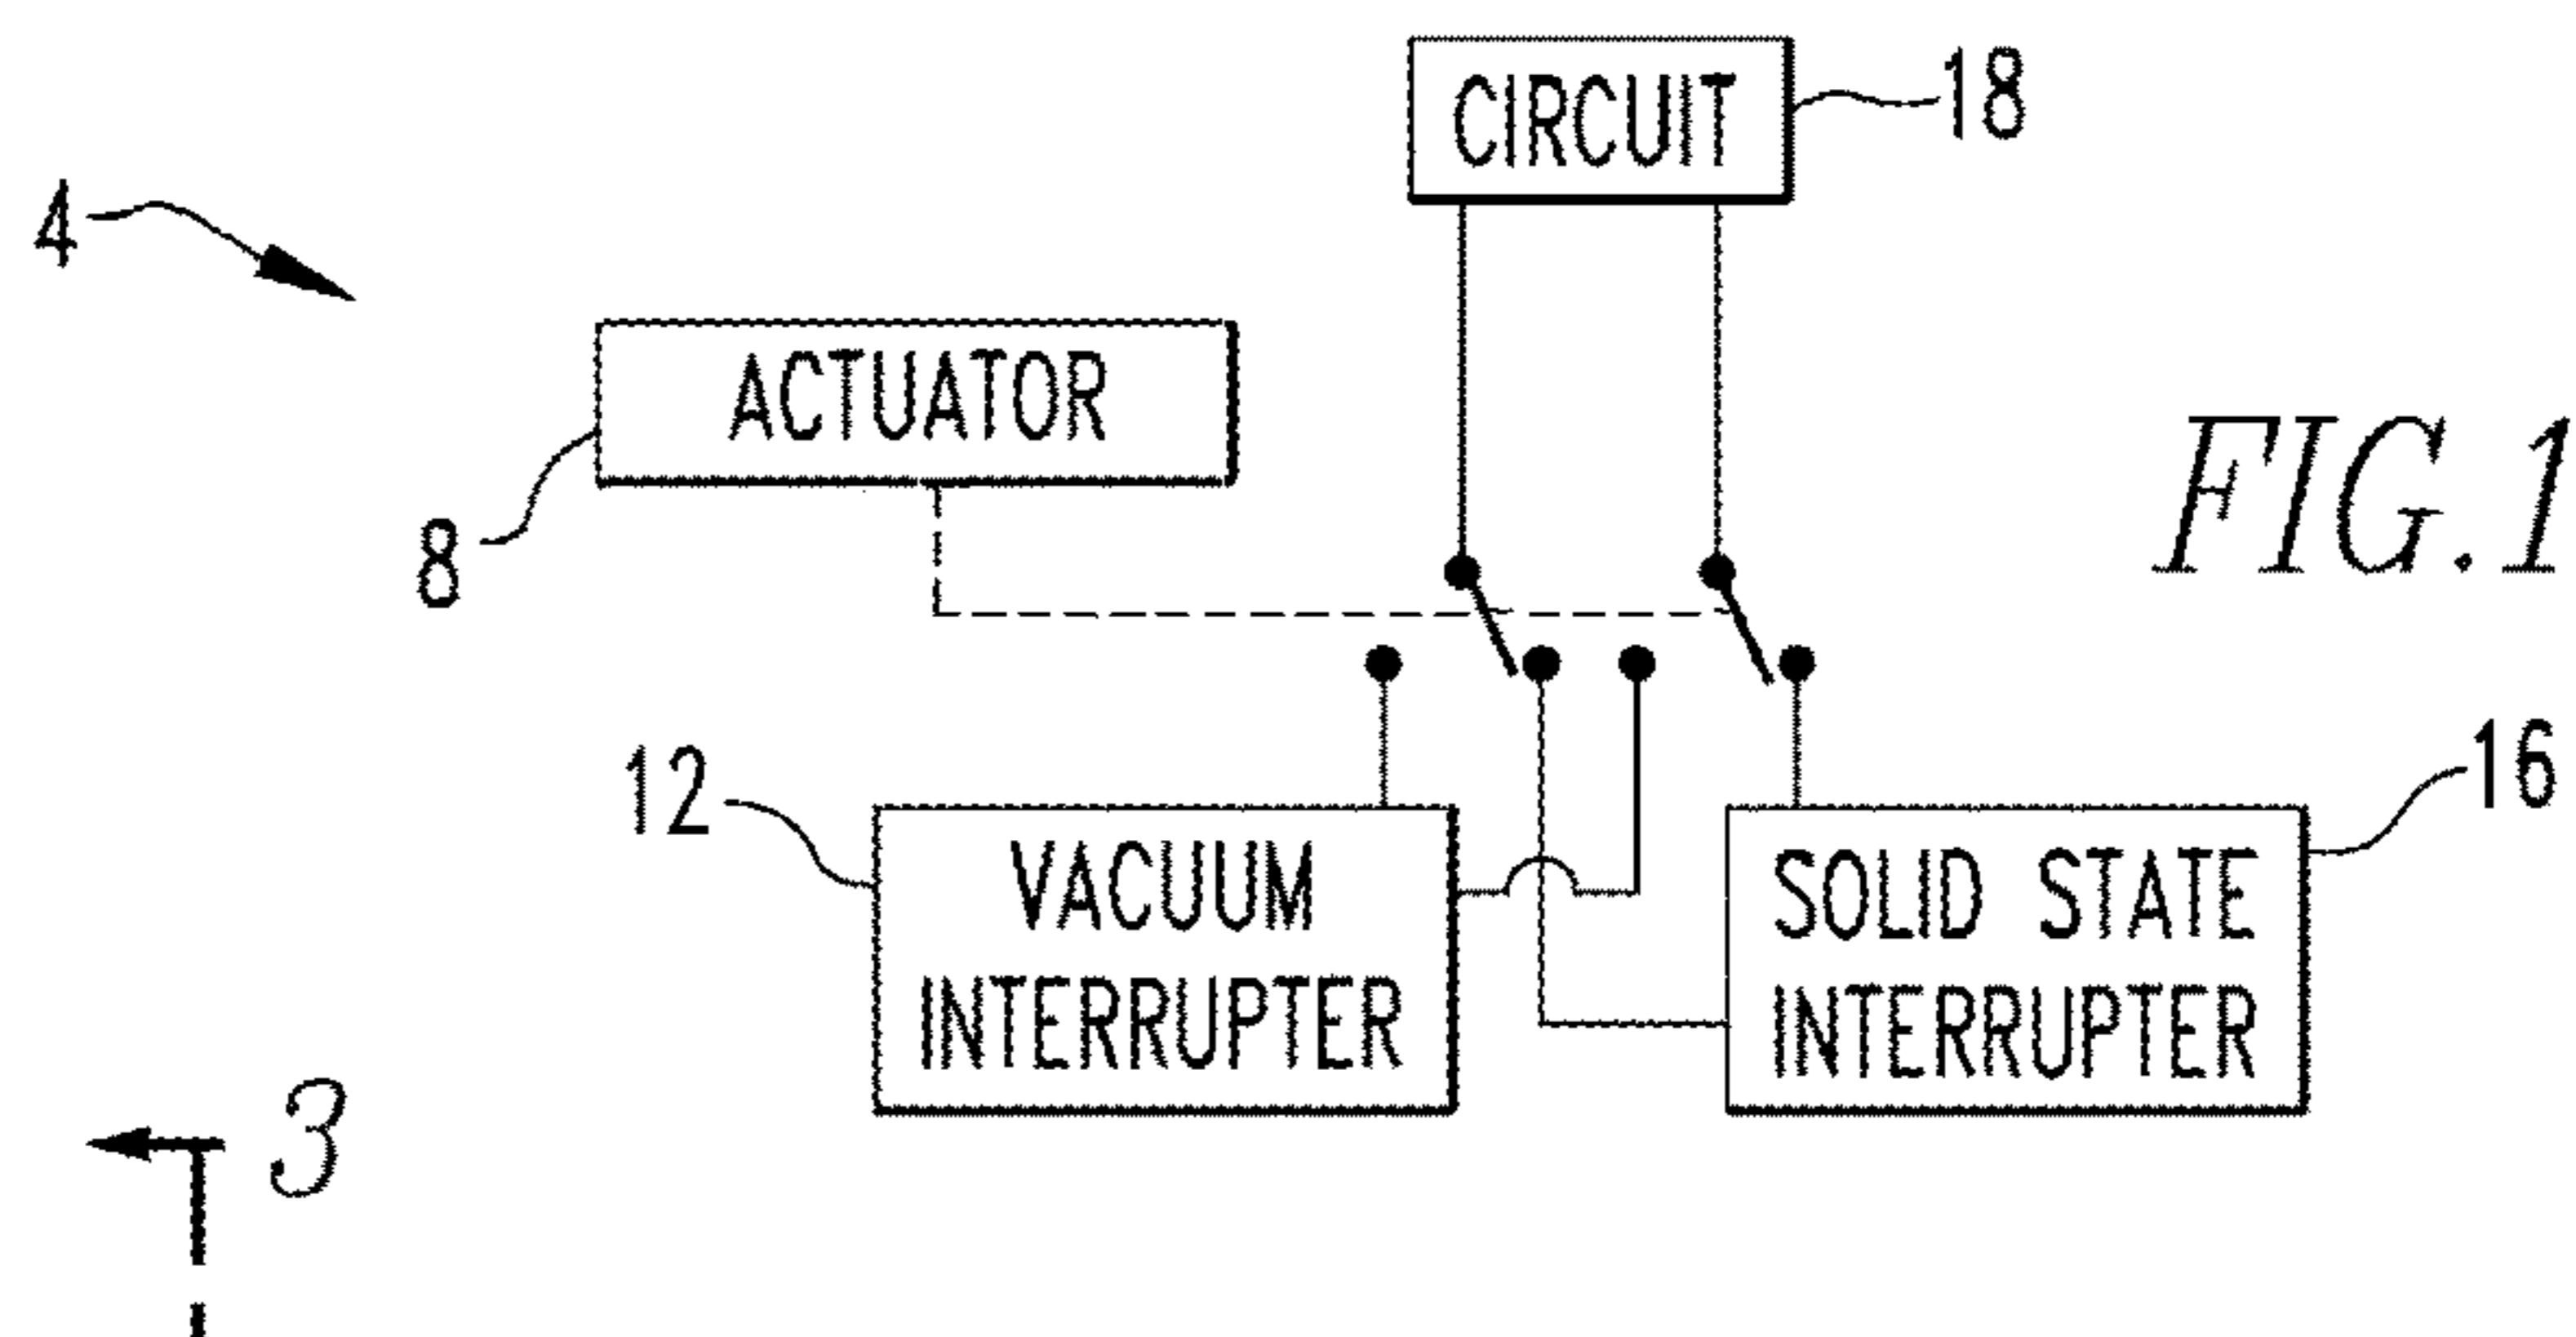 CIRCUIT
18
4
ACTUATOR
8
FIG.1
12
16
VACUUM
INTERRUPTER
SOLID STATE
INTERRUPTER
3